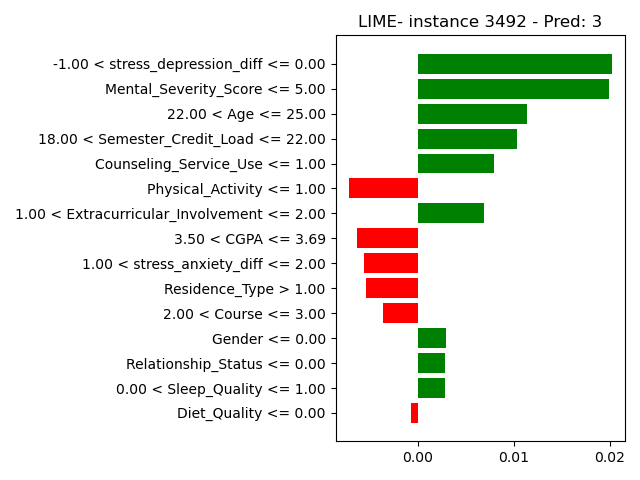 LIME- instance 3492 - Pred: 3
-1.00 < stress_depression_diff <= 0.00
Mental_Severity_Score <= 5.00
22.00 < Age <= 25.00
18.00 < Semester_Credit_Load <= 22.00
Counseling_Service_Use <= 1.00
Physical_Activity <= 1.00
1.00 < Extracurricular_Involvement <= 2.00
3.50 < CGPA <= 3.69
1.00 < stress_anxiety_diff <= 2.00
Residence_Type > 1.00
2.00 < Course <= 3.00
Gender <= 0.00
Relationship_Status <= 0.00
0.00 < Sleep_Quality <= 1.00
Diet_Quality <= 0.00
0.00 0.01 0.02